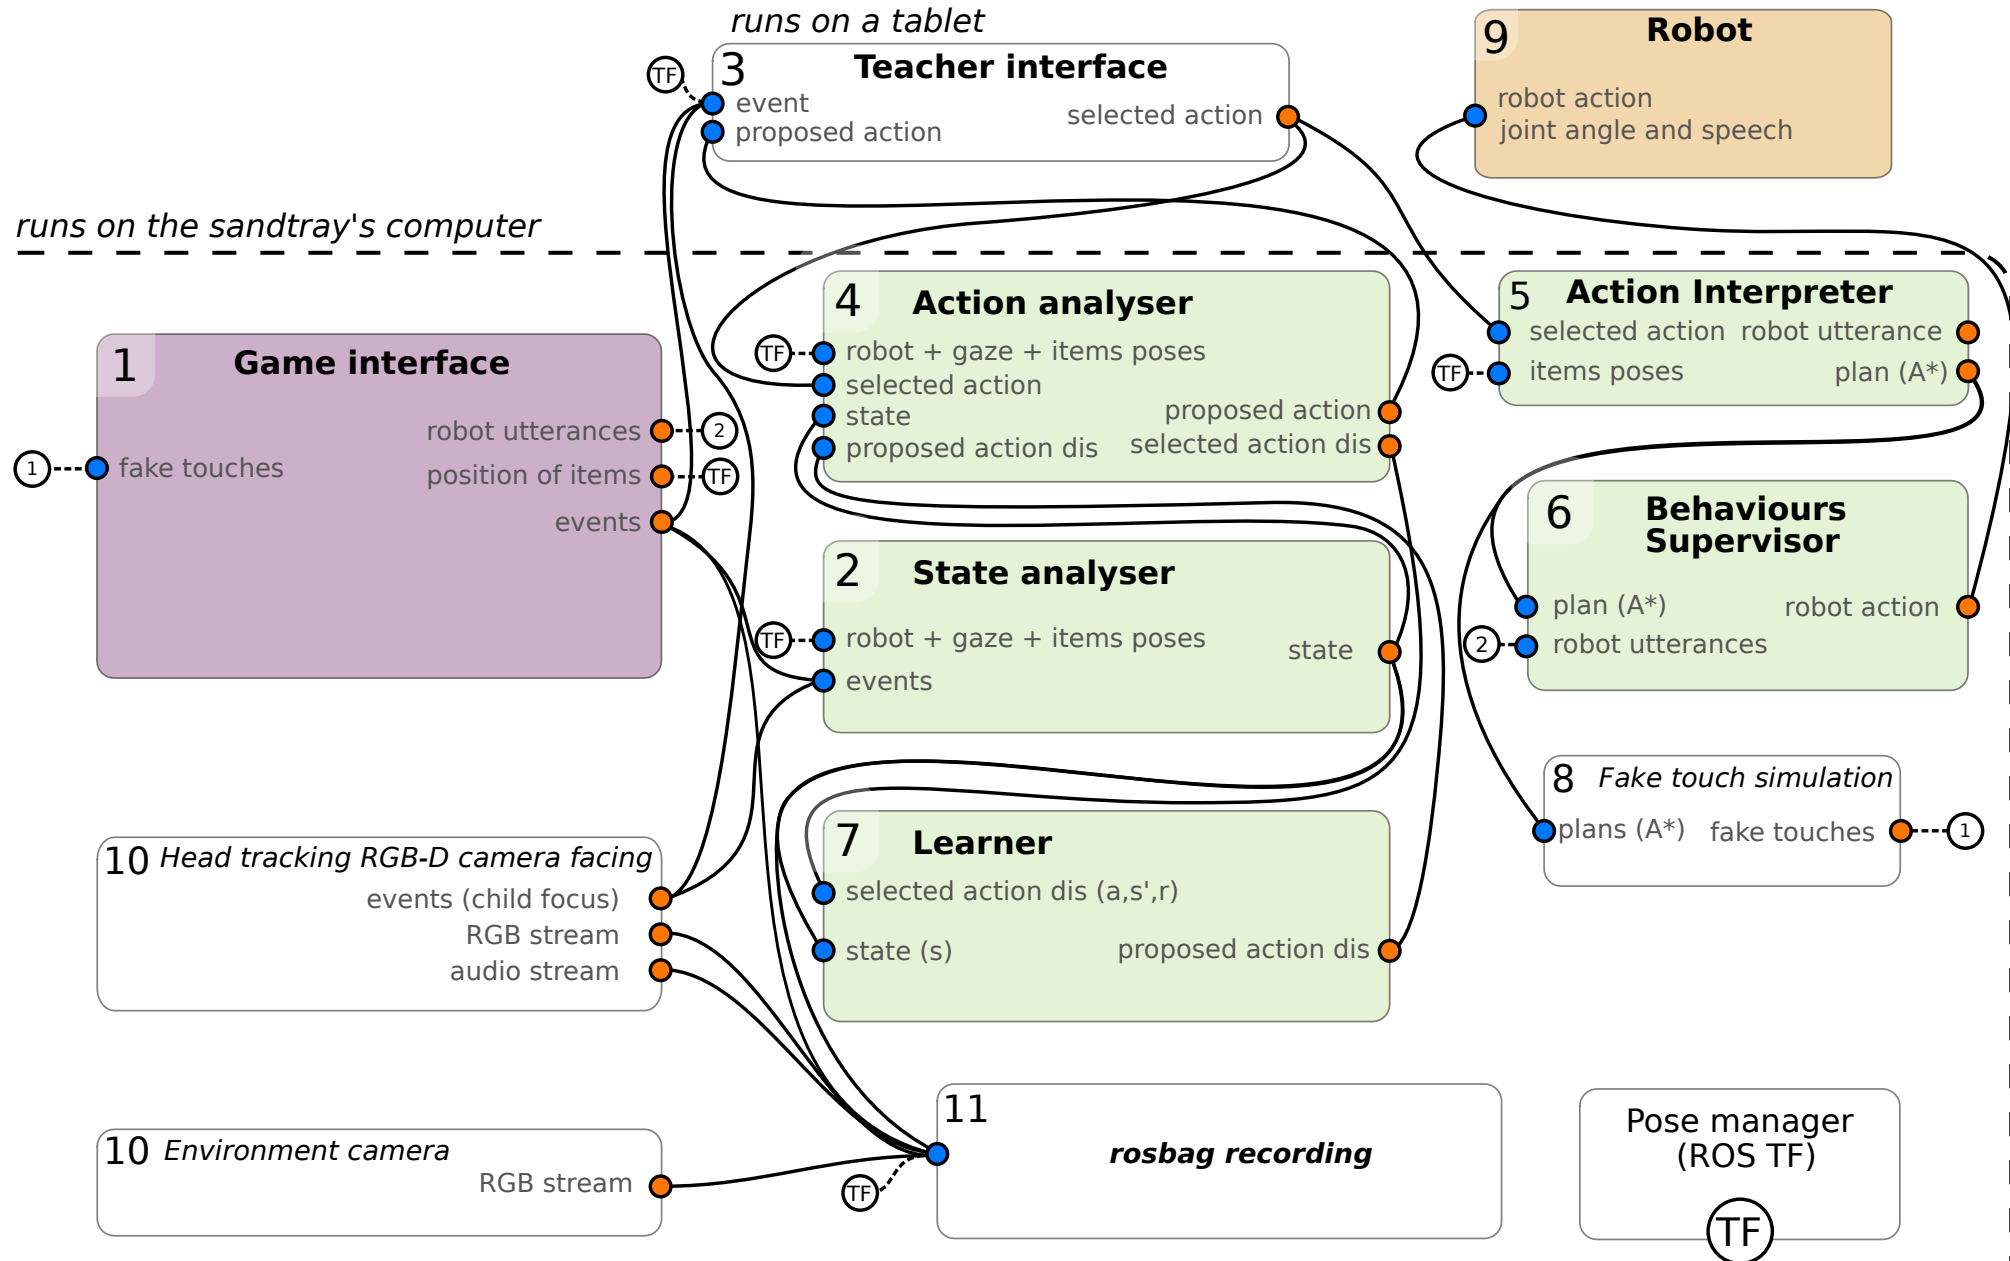 runs on a tablet
3
Teacher interface
TF
event
proposed action
selected action
9
Robot
robot action
joint angle and speech
runs on the sandtray's computer
1
Game interface
robot utterances
2
position of items
TF
events
1
fake touches
4
Action analyser
TF
robot + gaze + items poses
selected action
state
proposed action dis
proposed action
selected action dis
5
Action Interpreter
selected action
robot utterance
TF
items poses
plan (A*)
2
State analyser
TF
robot + gaze + items poses
events
state
6
Behaviours
Supervisor
plan (A*)
robot action
2
robot utterances
8
Fake touch simulation
plans (A*)
fake touches
1
7
Learner
selected action dis (a,s',r)
state (s)
proposed action dis
10
Head tracking RGB-D camera facing
events (child focus)
RGB stream
audio stream
10
Environment camera
RGB stream
11
rosbag recording
TF
Pose manager
(ROS TF)
TF